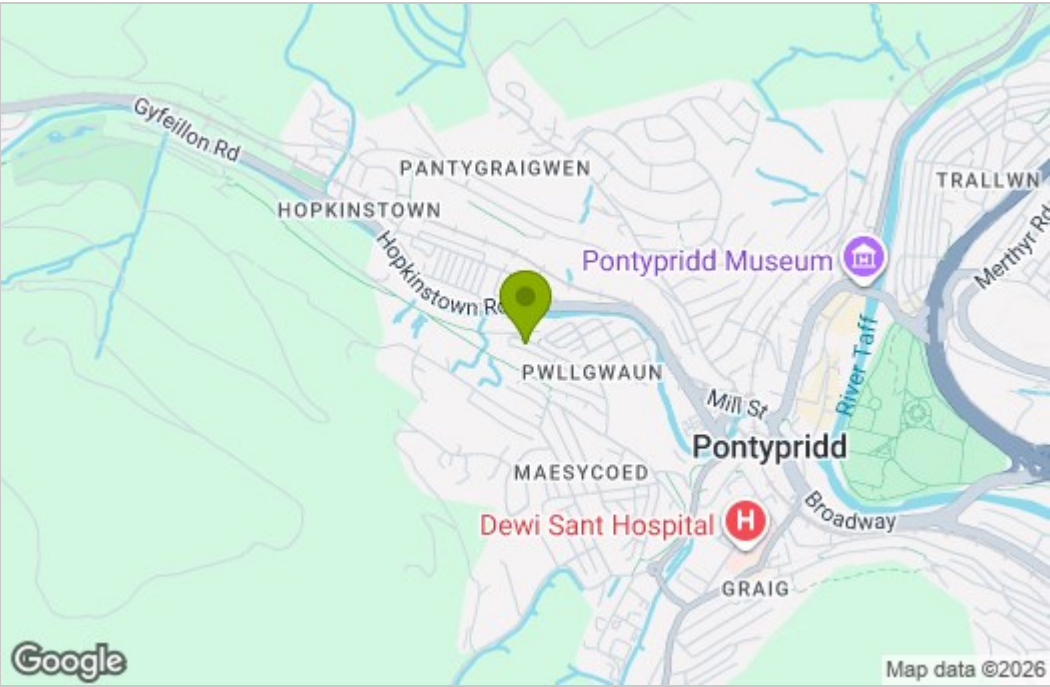 Gyfeillon Rd
PANTYGRAIGWEN
TRALLWN
HOPKINSTOWN
Merthyr Rd
Pontypridd Museum
Hopkinstown Rd
River Taff
PWLLGWAUN
Mill St
Pontypridd
MAESYCOED
Broadway
Dewi Sant Hospital
H
GRAIG
Google
Map data ©2026